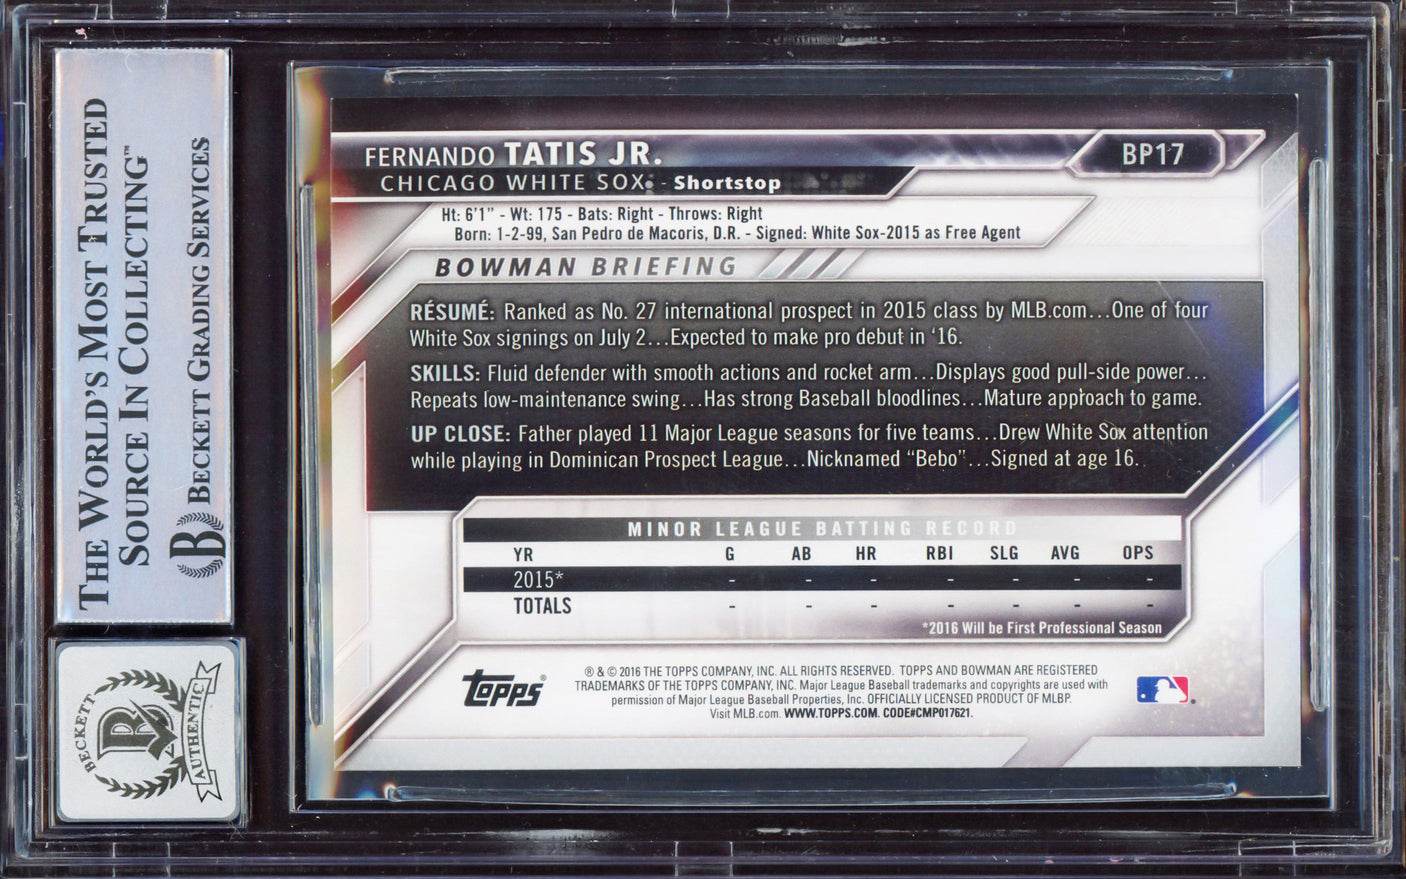 THE WORLD'S MOST TRUSTED
SOURCE IN COLLECTING™
BECKETT GRADING SERVICES
B
BECKETT
AUTHENTIC
FERNANDO TATIS JR.
BP17
CHICAGO WHITE SOX® - Shortstop
Ht: 6'1" - Wt: 175 - Bats: Right - Throws: Right
Born: 1-2-99, San Pedro de Macoris, D.R. - Signed: White Sox-2015 as Free Agent
BOWMAN BRIEFING
RÉSUMÉ: Ranked as No. 27 international prospect in 2015 class by MLB.com...One of four
White Sox signings on July 2...Expected to make pro debut in '16.
SKILLS: Fluid defender with smooth actions and rocket arm...Displays good pull-side power...
Repeats low-maintenance swing...Has strong Baseball bloodlines...Mature approach to game.
UP CLOSE: Father played 11 Major League seasons for five teams...Drew White Sox attention
while playing in Dominican Prospect League...Nicknamed "Bebo"...Signed at age 16.
MINOR LEAGUE BATTING RECORD
YR G AB HR RBI SLG AVG OPS
2015* - - - - - - -
TOTALS - - - - - - -
*2016 Will be First Professional Season
topps®
® & © 2016 THE TOPPS COMPANY, INC. ALL RIGHTS RESERVED. TOPPS AND BOWMAN ARE REGISTERED
TRADEMARKS OF THE TOPPS COMPANY, INC. Major League Baseball trademarks and copyrights are used with
permission of Major League Baseball Properties, Inc. OFFICIALLY LICENSED PRODUCT OF MLBP.
Visit MLB.com. WWW.TOPPS.COM. CODE#CMP017621.